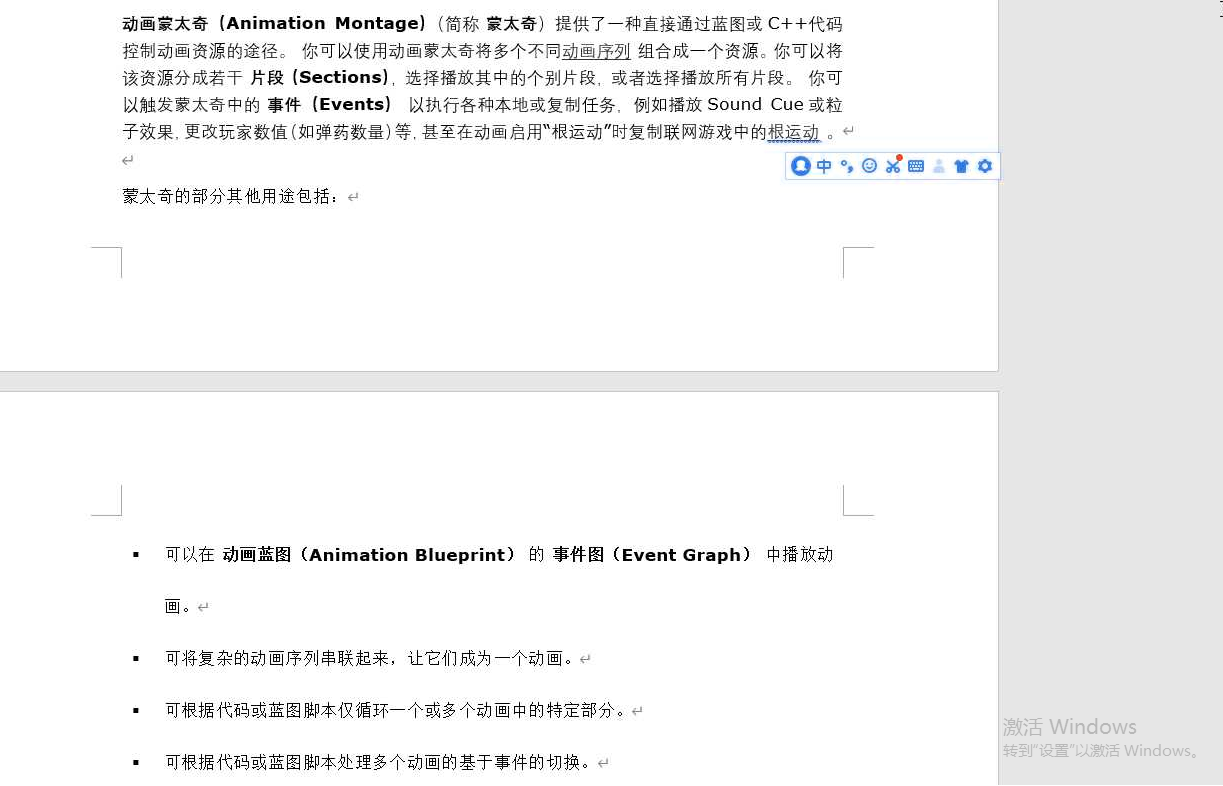 动画蒙太奇（Animation Montage）（简称 蒙太奇）提供了一种直接通过蓝图或 C++代码
控制动画资源的途径。 你可以使用动画蒙太奇将多个不同动画序列 组合成一个资源。你可以将
该资源分成若干 片段（Sections），选择播放其中的个别片段，或者选择播放所有片段。 你可
以触发蒙太奇中的 事件（Events） 以执行各种本地或复制任务，例如播放 Sound Cue 或粒
子效果，更改玩家数值（如弹药数量）等，甚至在动画启用“根运动”时复制联网游戏中的根运动 。
中
蒙太奇的部分其他用途包括：
▪ 可以在 动画蓝图（Animation Blueprint） 的 事件图（Event Graph） 中播放动
画。
▪ 可将复杂的动画序列串联起来，让它们成为一个动画。
▪ 可根据代码或蓝图脚本仅循环一个或多个动画中的特定部分。
▪ 可根据代码或蓝图脚本处理多个动画的基于事件的切换。
激活 Windows
转到“设置”以激活 Windows。